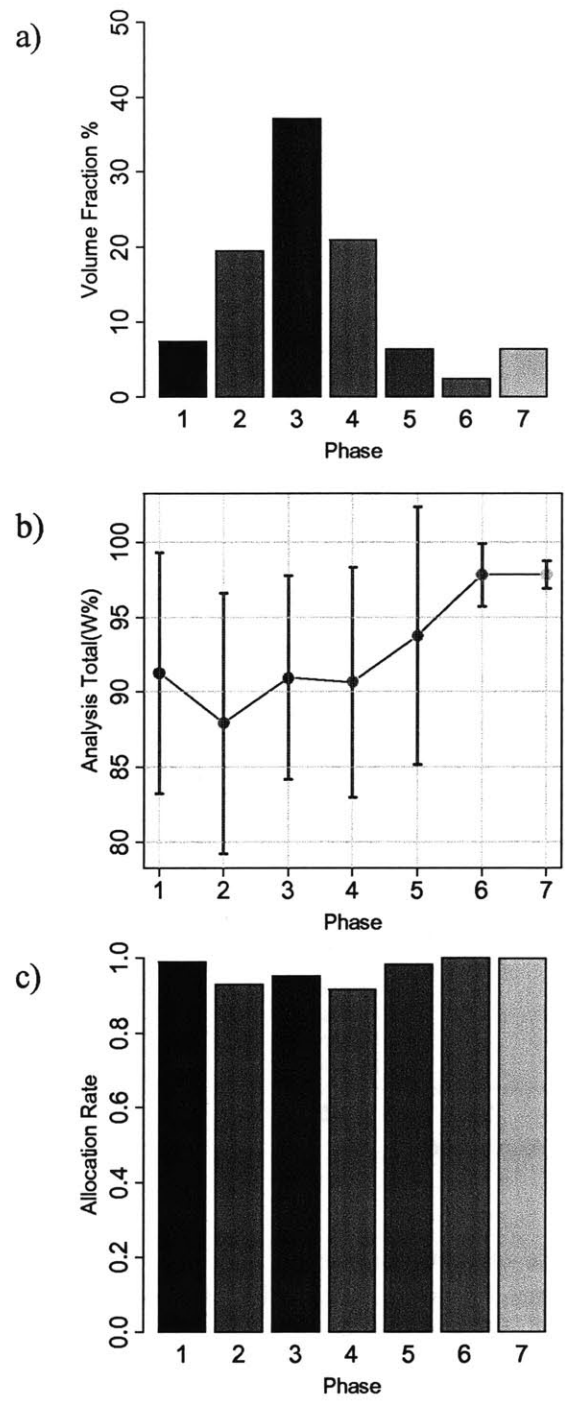 a)
Volume Fraction %
50
40
30
20
10
0
1 2 3 4 5 6 7
Phase
b)
Analysis Total(W%)
100
95
90
85
80
1 2 3 4 5 6 7
Phase
c)
Allocation Rate
1.0
0.8
0.6
0.4
0.2
0.0
1 2 3 4 5 6 7
Phase